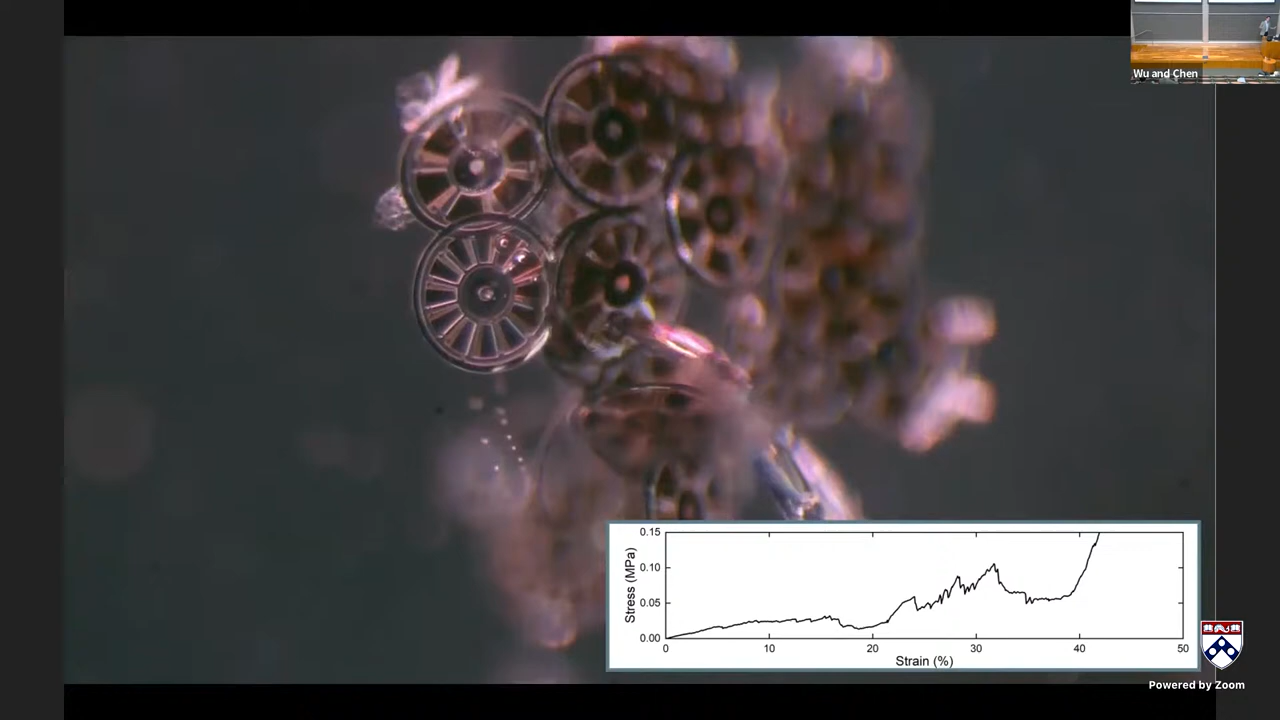 Wu and Chen
0.15
0.10
0.05
0.00
Stress (MPa)
0 10 20 30 40 50
Strain (%)
Powered by Zoom